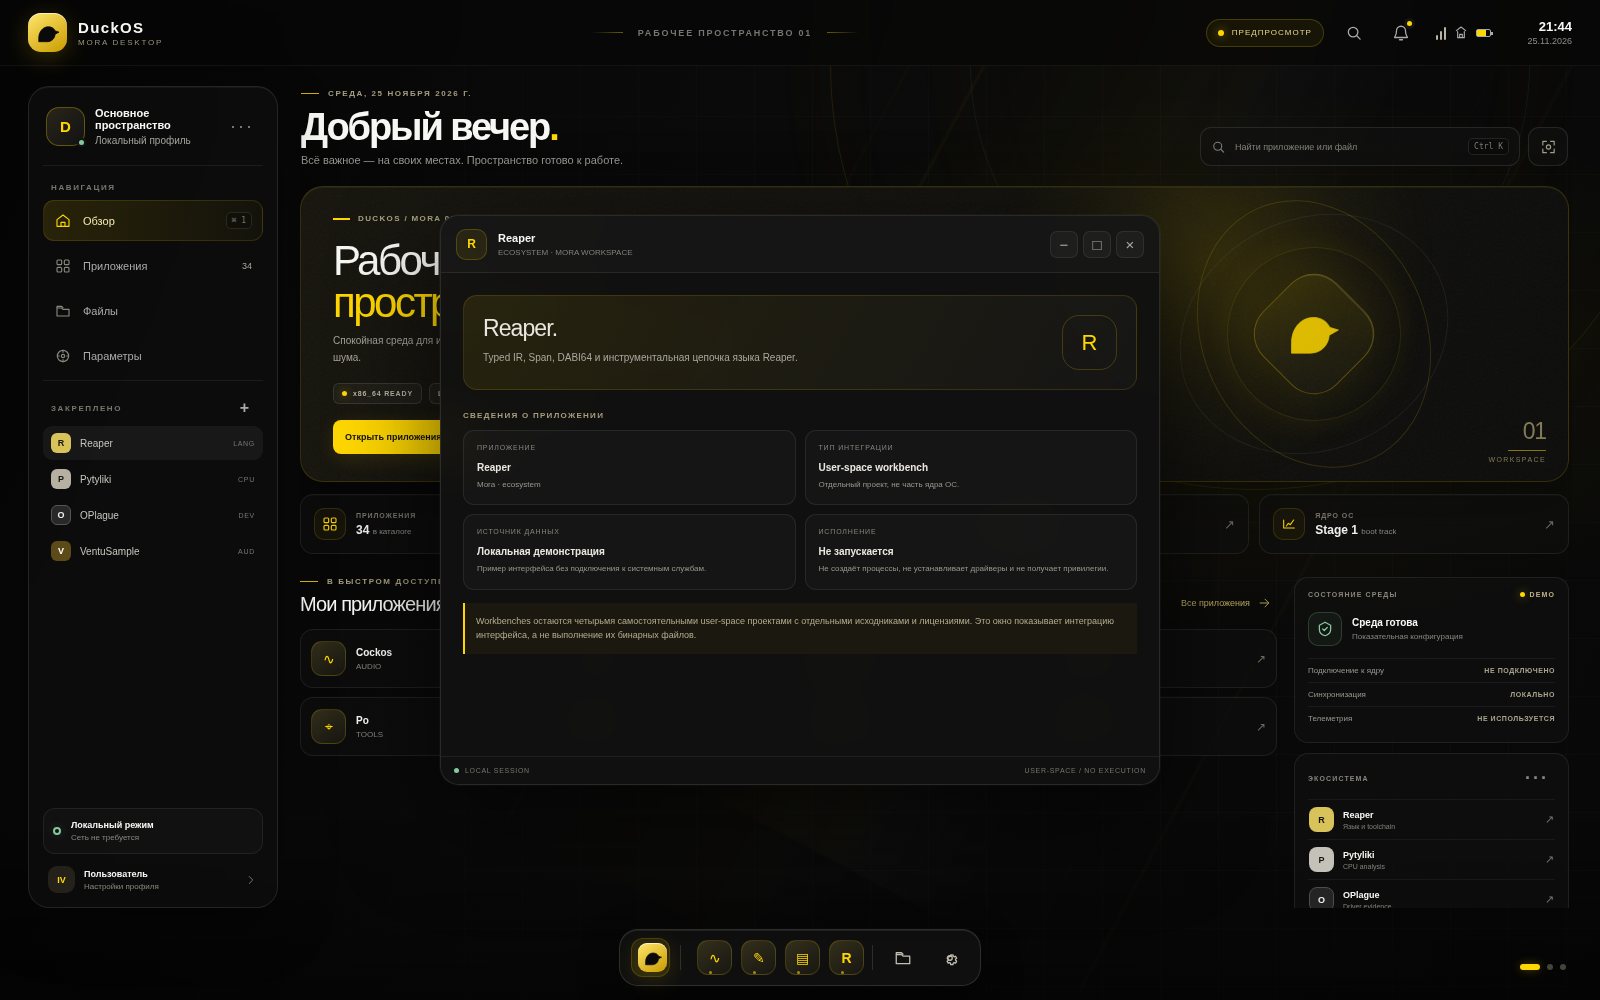 DuckOS
MORA DESKTOP
РАБОЧЕЕ ПРОСТРАНСТВО 01
ПРЕДПРОСМОТР
21:44
25.11.2026
D
Основное
пространство
Локальный профиль
НАВИГАЦИЯ
Обзор
⌘ 1
Приложения
34
Файлы
Параметры
ЗАКРЕПЛЕНО
+
R
Reaper
LANG
P
Pytyliki
CPU
O
OPlague
DEV
V
VentuSample
AUD
Локальный режим
Сеть не требуется
IV
Пользователь
Настройки профиля
СРЕДА, 25 НОЯБРЯ 2026 Г.
Добрый вечер.
Всё важное — на своих местах. Пространство готово к работе.
Найти приложение или файл
Ctrl K
DUCKOS / MORA
Рабоч
простр
Спокойная среда для
шума.
x86_64 READY
Открыть приложения
01
WORKSPACE
R
Reaper
ECOSYSTEM · MORA WORKSPACE
Reaper.
Typed IR, Span, DABI64 и инструментальная цепочка языка Reaper.
R
СВЕДЕНИЯ О ПРИЛОЖЕНИИ
ПРИЛОЖЕНИЕ
Reaper
Mora · ecosystem
ТИП ИНТЕГРАЦИИ
User-space workbench
Отдельный проект, не часть ядра ОС.
ИСТОЧНИК ДАННЫХ
Локальная демонстрация
Пример интерфейса без подключения к системным службам.
ИСПОЛНЕНИЕ
Не запускается
Не создаёт процессы, не устанавливает драйверы и не получает привилегии.
Workbenches остаются четырьмя самостоятельными user-space проектами с отдельными исходниками и лицензиями. Это окно показывает интеграцию
интерфейса, а не выполнение их бинарных файлов.
LOCAL SESSION
USER-SPACE / NO EXECUTION
ПРИЛОЖЕНИЯ
34 в каталоге
ЯДРО ОС
Stage 1 boot track
В БЫСТРОМ ДОСТУПЕ
Мои приложения
Все приложения
Cockos
AUDIO
Po
TOOLS
СОСТОЯНИЕ СРЕДЫ
DEMO
Среда готова
Показательная конфигурация
Подключение к ядру
НЕ ПОДКЛЮЧЕНО
Синхронизация
ЛОКАЛЬНО
Телеметрия
НЕ ИСПОЛЬЗУЕТСЯ
ЭКОСИСТЕМА
R
Reaper
Язык и toolchain
P
Pytyliki
CPU analysis
O
OPlague
Driver evidence
R